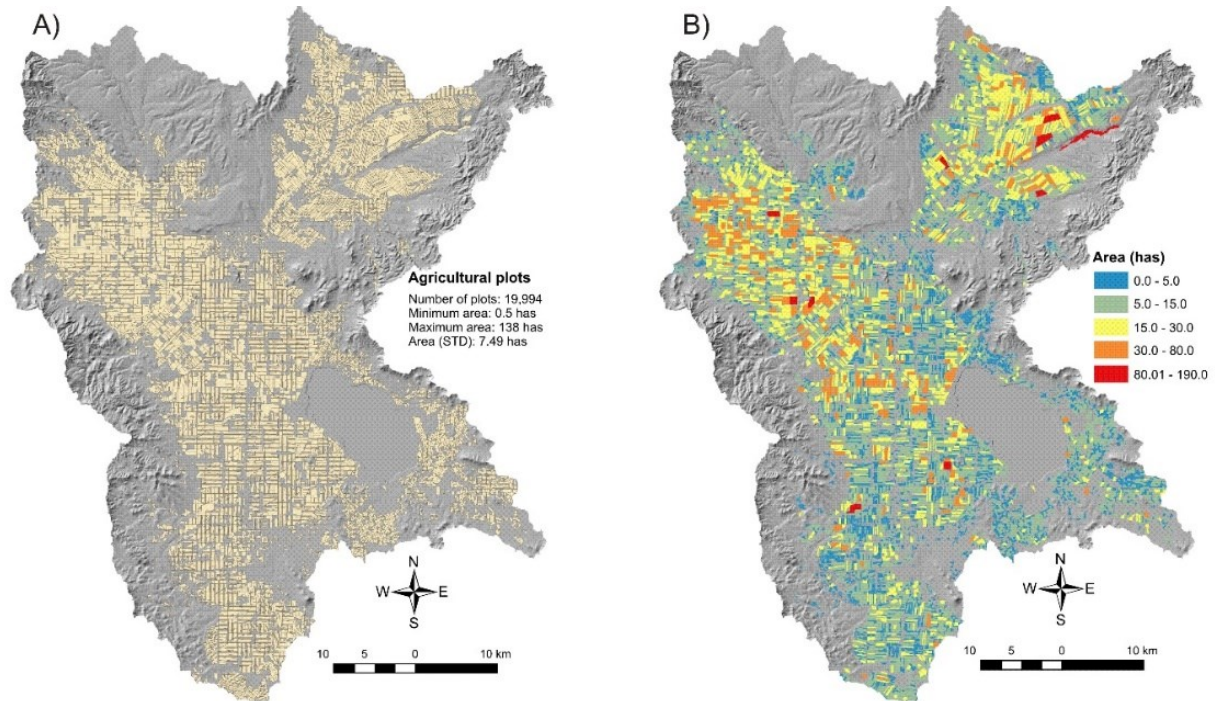 A)
Agricultural plots
Number of plots: 19,994
Minimum area: 0.5 has
Maximum area: 138 has
Area (STD): 7.49 has
N
W E
S
10 5 0 10 km
B)
Area (has)
0.0 - 5.0
5.0 - 15.0
15.0 - 30.0
30.0 - 80.0
80.01 - 190.0
N
W E
S
10 5 0 10 km